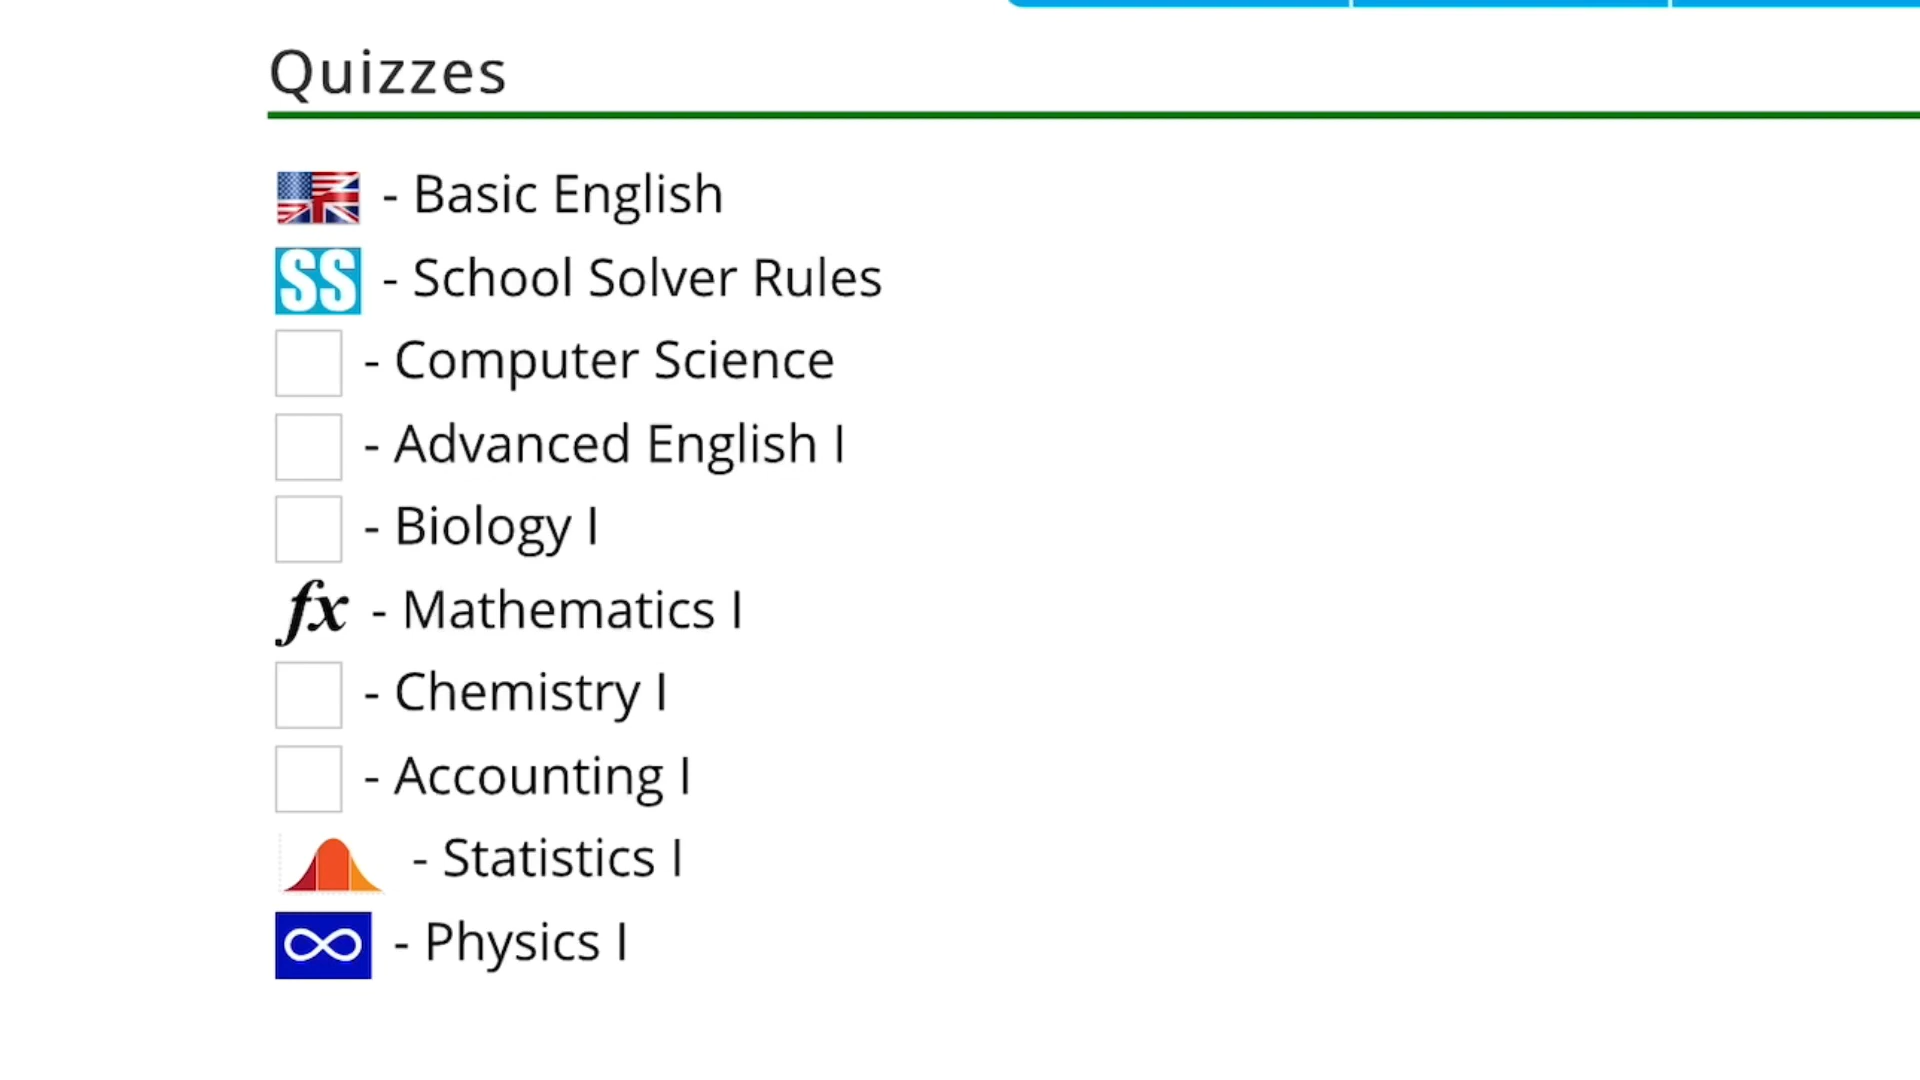 Quizzes
- Basic English
SS - School Solver Rules
- Computer Science
- Advanced English I
- Biology I
fx - Mathematics I
- Chemistry I
- Accounting I
- Statistics I
- Physics I